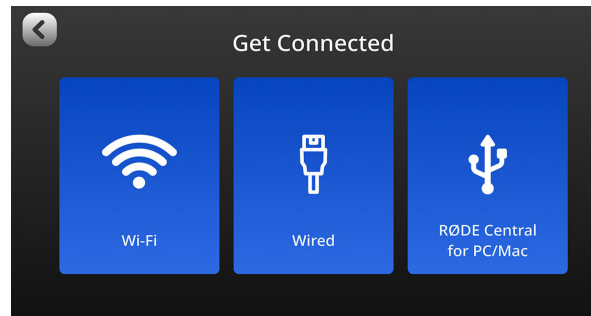 Get Connected
Wi-Fi
Wired
RØDE Central
for PC/Mac